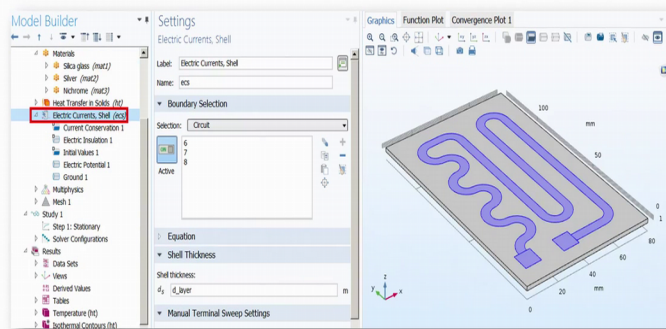 Model Builder
Materials
Silica glass (mat1)
Silver (mat2)
Nichrome (mat3)
Heat Transfer in Solids (ht)
Electric Currents, Shell (ecs)
Current Conservation 1
Electric Insulation 1
Initial Values 1
Electric Potential 1
Ground 1
Multiphysics
Mesh 1
Study 1
Step 1: Stationary
Solver Configurations
Results
Data Sets
Views
Derived Values
Tables
Temperature (ht)
Isothermal Contours (ht)
Settings
Electric Currents, Shell
Label: Electric Currents, Shell
Name: ecs
Boundary Selection
Selection: Circuit
6
7
8
Active
Equation
Shell Thickness
Shell thickness:
ds d_layer m
Manual Terminal Sweep Settings
Graphics Function Plot Convergence Plot 1
100
mm
50
0
1
80
60
mm
40
20
0
z
y
x